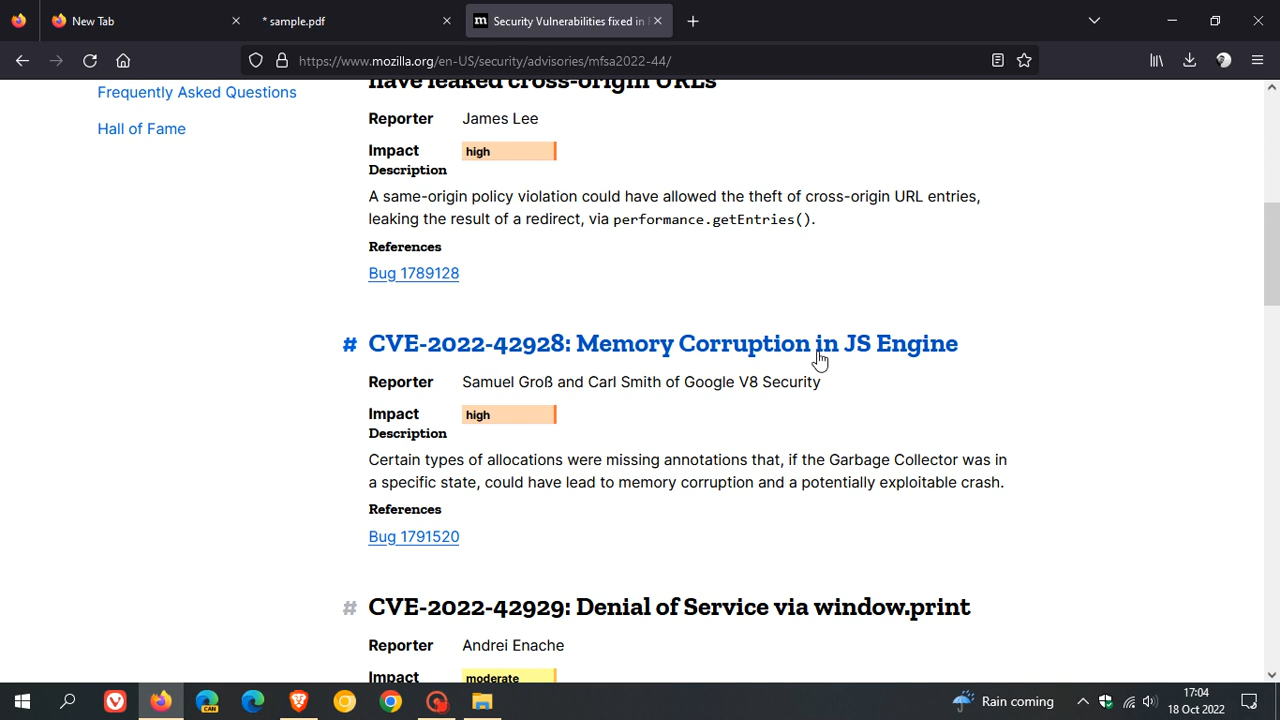 New Tab
* sample.pdf
Security Vulnerabilities fixed in
https://www.mozilla.org/en-US/security/advisories/mfsa2022-44/
have leaked cross-origin URLs
Frequently Asked Questions
Hall of Fame
Reporter James Lee
Impact high
Description
A same-origin policy violation could have allowed the theft of cross-origin URL entries,
leaking the result of a redirect, via performance.getEntries().
References
Bug 1789128
# CVE-2022-42928: Memory Corruption in JS Engine
Reporter Samuel Groß and Carl Smith of Google V8 Security
Impact high
Description
Certain types of allocations were missing annotations that, if the Garbage Collector was in
a specific state, could have lead to memory corruption and a potentially exploitable crash.
References
Bug 1791520
# CVE-2022-42929: Denial of Service via window.print
Reporter Andrei Enache
Impact moderate
CAN
Rain coming
17:04
18 Oct 2022